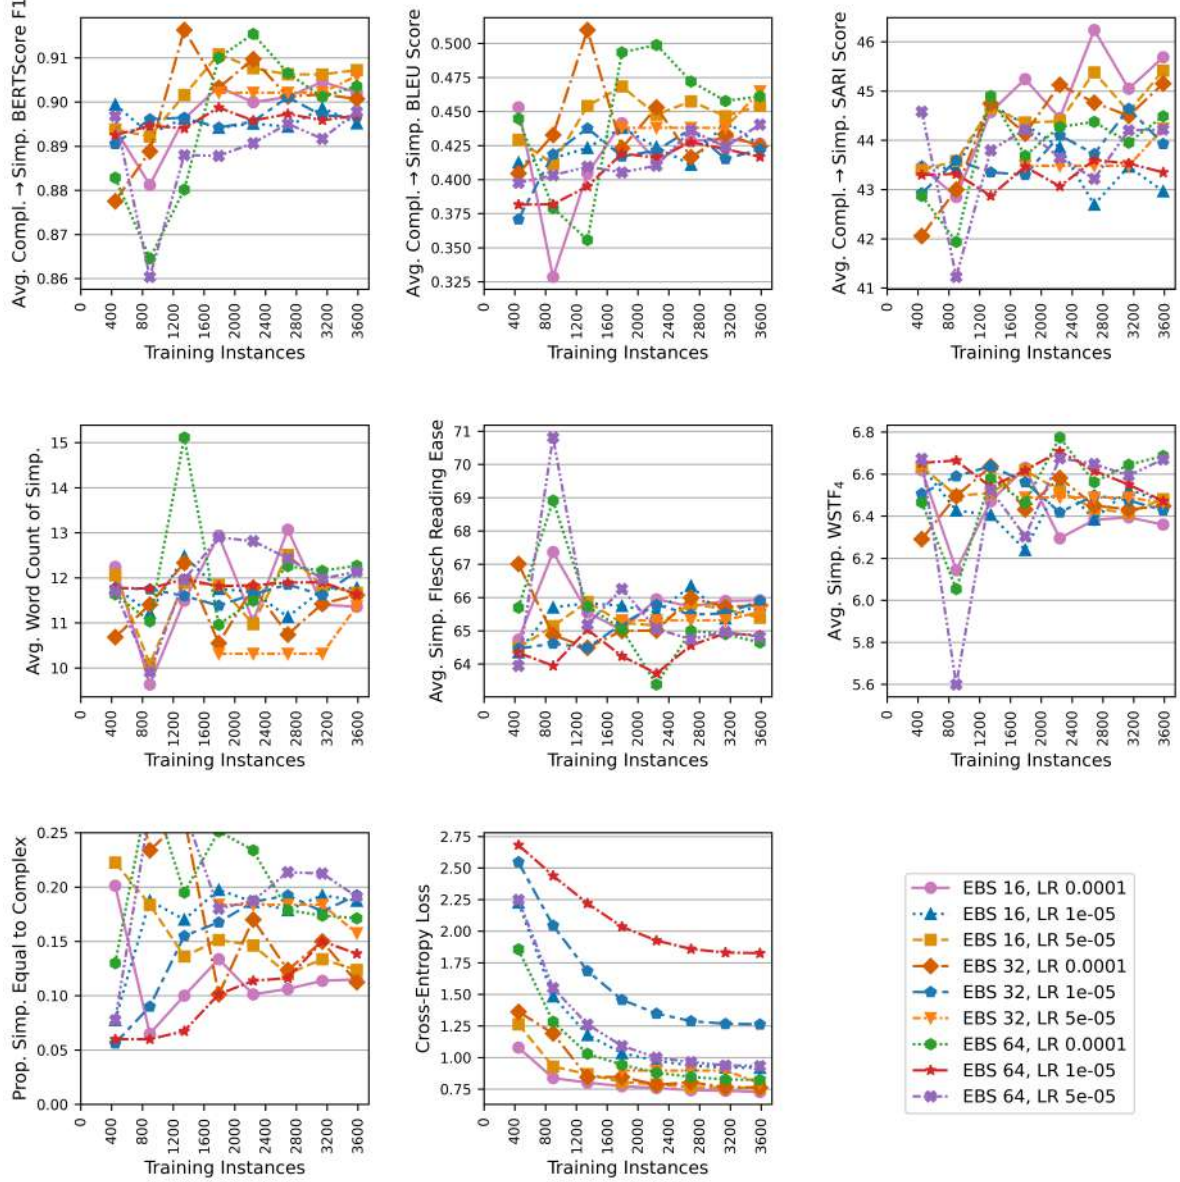 Avg. Compl. → Simp. BERTScore F1
0.91
0.90
0.89
0.88
0.87
0.86
0 400 800 1200 1600 2000 2400 2800 3200 3600
Training Instances
Avg. Compl. → Simp. BLEU Score
0.500
0.475
0.450
0.425
0.400
0.375
0.350
0.325
0 400 800 1200 1600 2000 2400 2800 3200 3600
Training Instances
Avg. Compl. → Simp. SARI Score
46
45
44
43
42
41
0 400 800 1200 1600 2000 2400 2800 3200 3600
Training Instances
Avg. Word Count of Simp.
15
14
13
12
11
10
0 400 800 1200 1600 2000 2400 2800 3200 3600
Training Instances
Avg. Simp. Flesch Reading Ease
71
70
69
68
67
66
65
64
0 400 800 1200 1600 2000 2400 2800 3200 3600
Training Instances
Avg. Simp. WSTF₄
6.8
6.6
6.4
6.2
6.0
5.8
5.6
0 400 800 1200 1600 2000 2400 2800 3200 3600
Training Instances
Prop. Simp. Equal to Complex
0.25
0.20
0.15
0.10
0.05
0.00
0 400 800 1200 1600 2000 2400 2800 3200 3600
Training Instances
Cross-Entropy Loss
2.75
2.50
2.25
2.00
1.75
1.50
1.25
1.00
0.75
0 400 800 1200 1600 2000 2400 2800 3200 3600
Training Instances
EBS 16, LR 0.0001
EBS 16, LR 1e-05
EBS 16, LR 5e-05
EBS 32, LR 0.0001
EBS 32, LR 1e-05
EBS 32, LR 5e-05
EBS 64, LR 0.0001
EBS 64, LR 1e-05
EBS 64, LR 5e-05